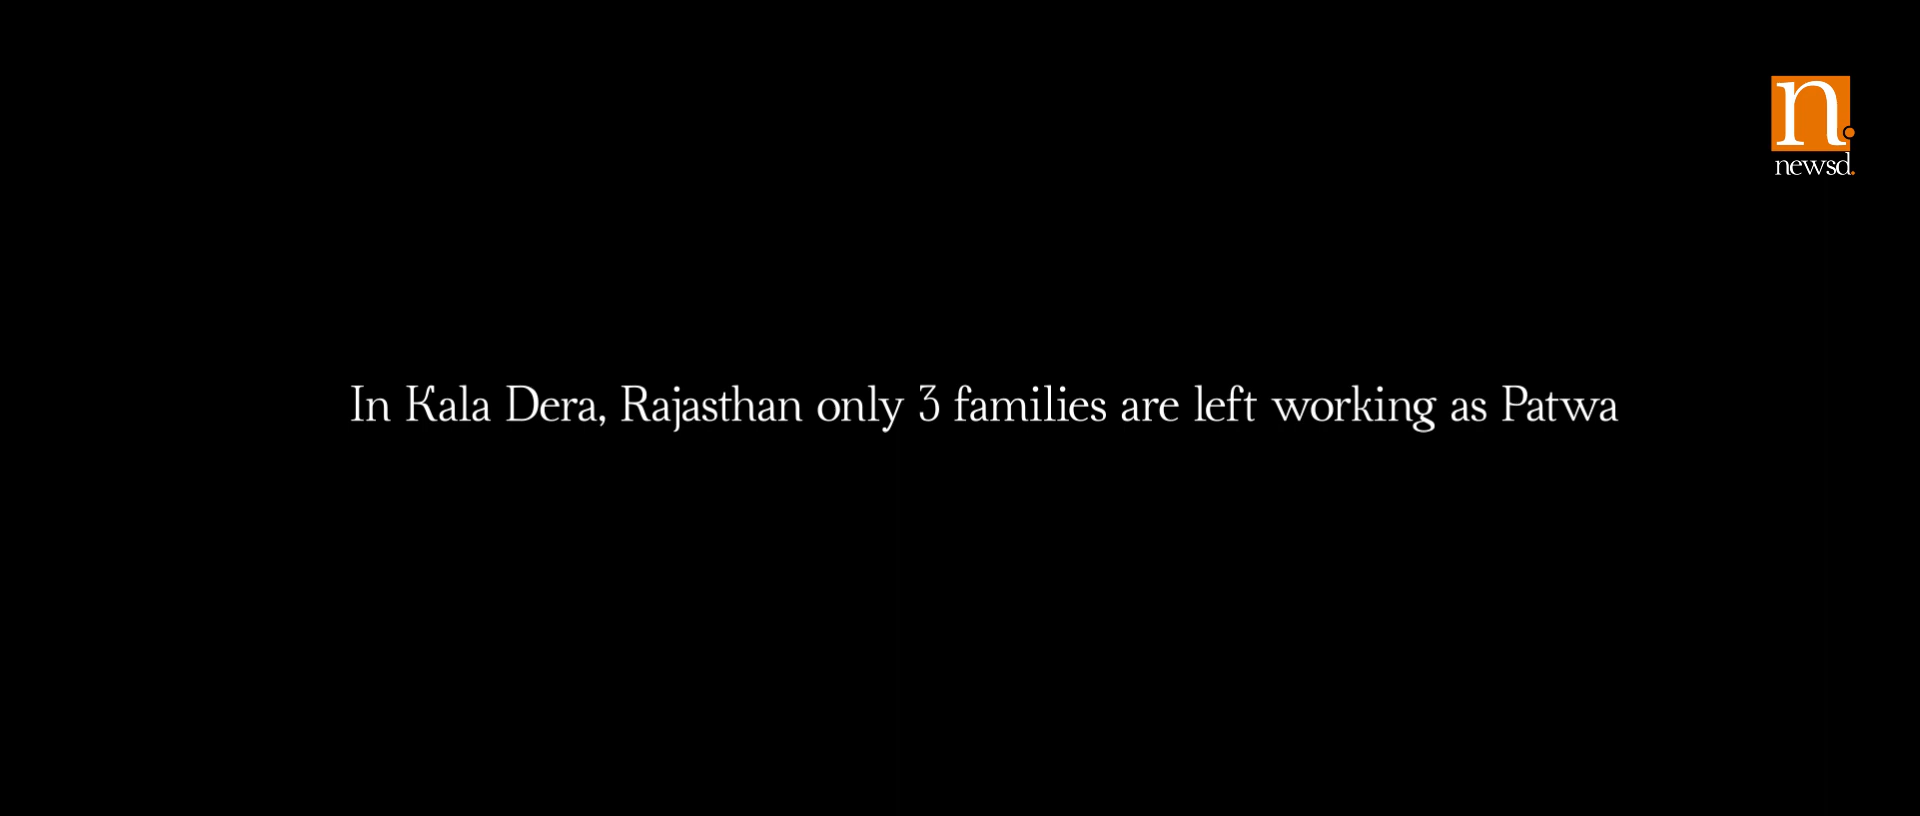 n.
newsd.
In Kala Dera, Rajasthan only 3 families are left working as Patwa